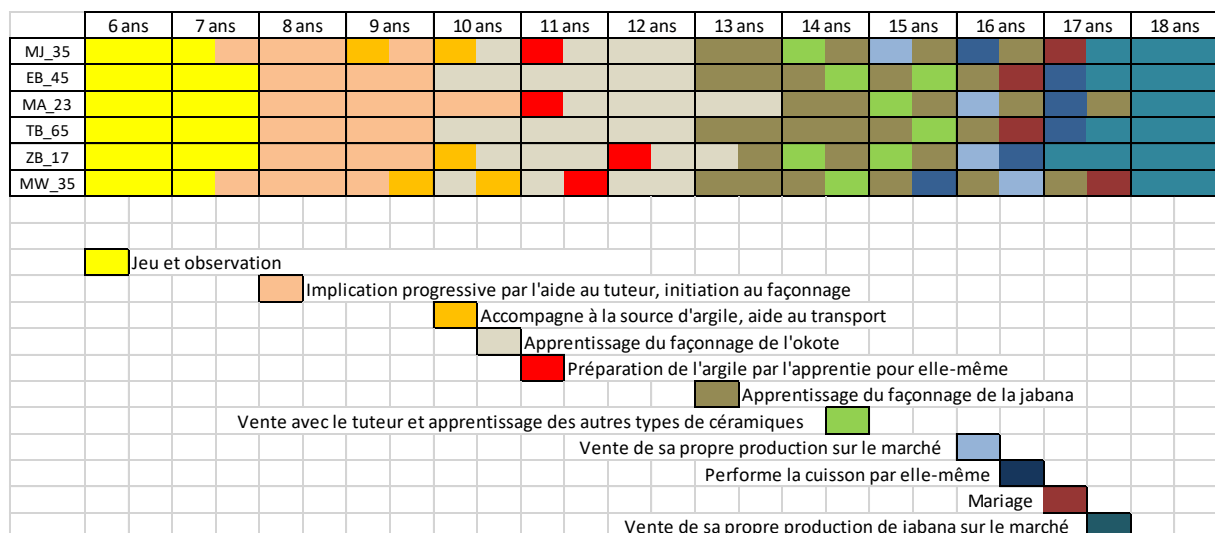 6 ans 7 ans 8 ans 9 ans 10 ans 11 ans 12 ans 13 ans 14 ans 15 ans 16 ans 17 ans 18 ans
MJ_35
EB_45
MA_23
TB_65
ZB_17
MW_35
Jeu et observation
Implication progressive par l'aide au tuteur, initiation au façonnage
Accompagne à la source d'argile, aide au transport
Apprentissage du façonnage de l'okote
Préparation de l'argile par l'apprentie pour elle-même
Apprentissage du façonnage de la jabana
Vente avec le tuteur et apprentissage des autres types de céramiques
Vente de sa propre production sur le marché
Performe la cuisson par elle-même
Mariage
Vente de sa propre production de jabana sur le marché